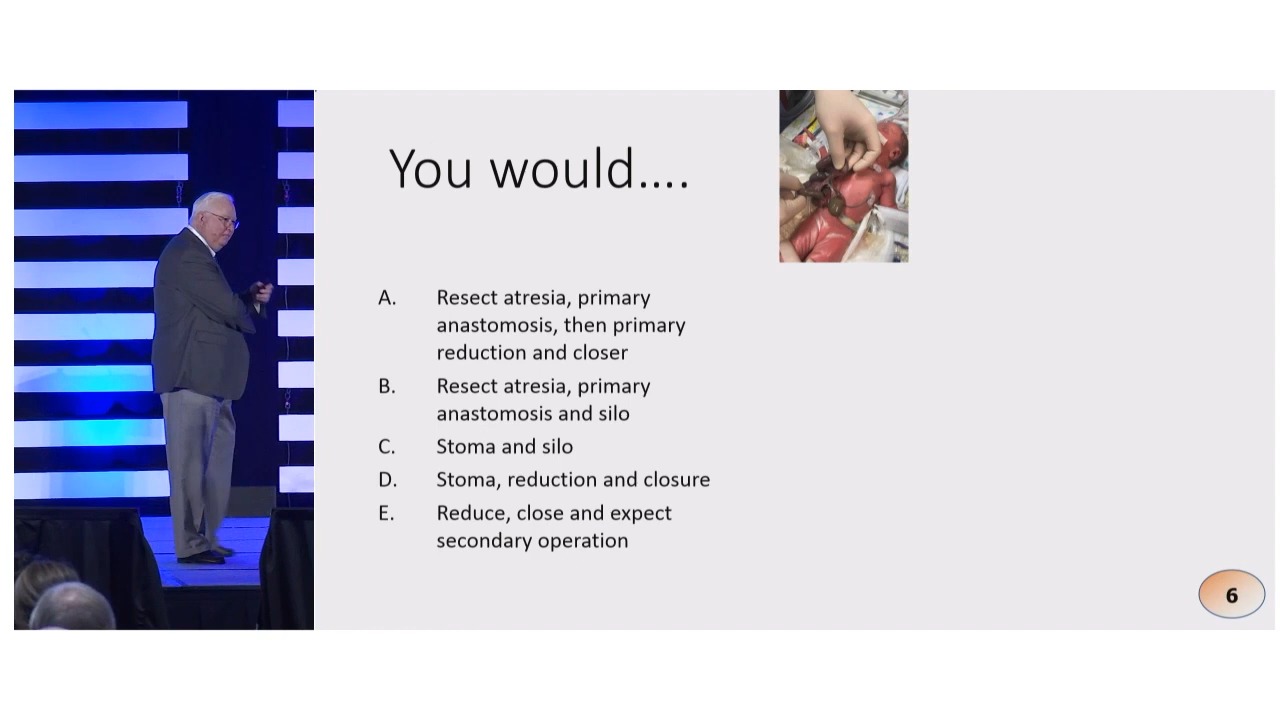 You would....
A. Resect atresia, primary
anastomosis, then primary
reduction and closer
B. Resect atresia, primary
anastomosis and silo
C. Stoma and silo
D. Stoma, reduction and closure
E. Reduce, close and expect
secondary operation
6